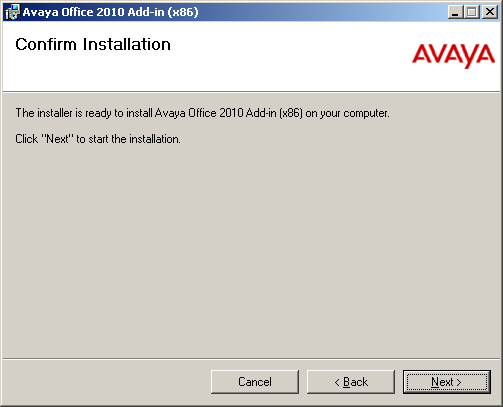 Avaya Office 2010 Add-in (x86)
Confirm Installation
AVAYA
The installer is ready to install Avaya Office 2010 Add-in (x86) on your computer.
Click "Next" to start the installation.
Cancel
< Back
Next >